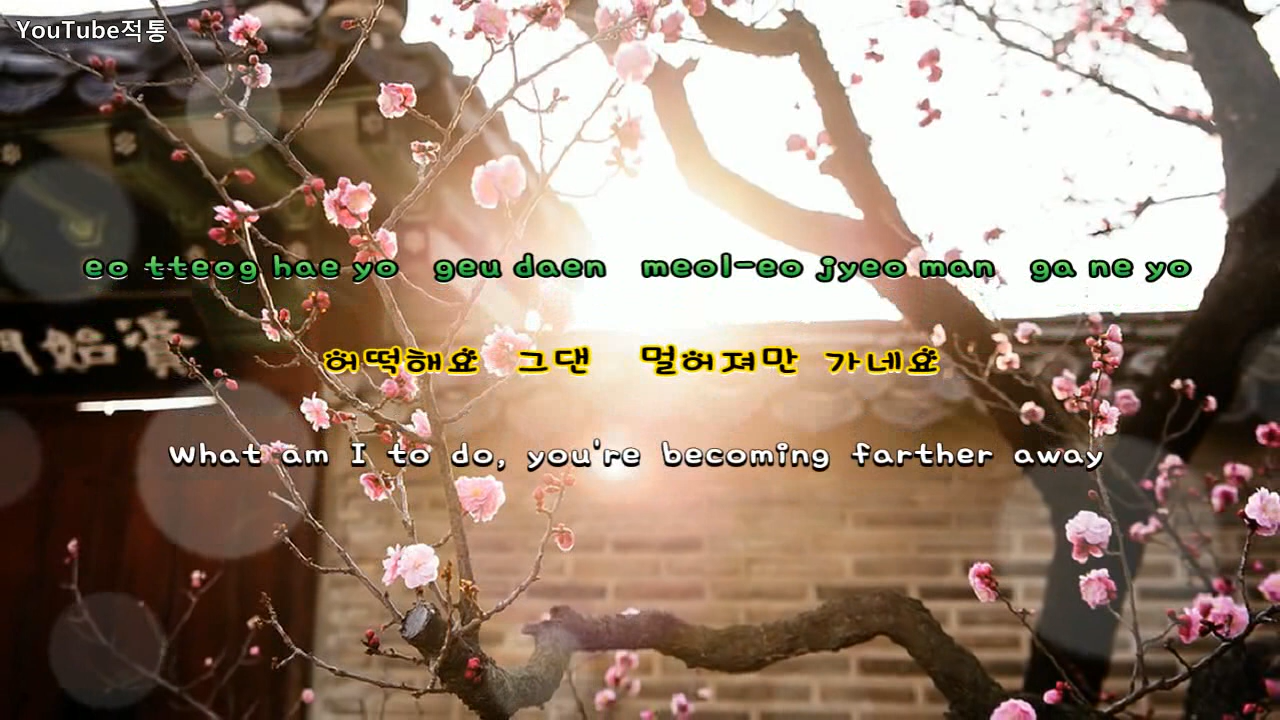 YouTube적통
eo tteog hae yo geu daen meol-eo jyeo man ga ne yo
어떡해요 그댄 멀어져만 가네요
What am I to do, you're becoming farther away